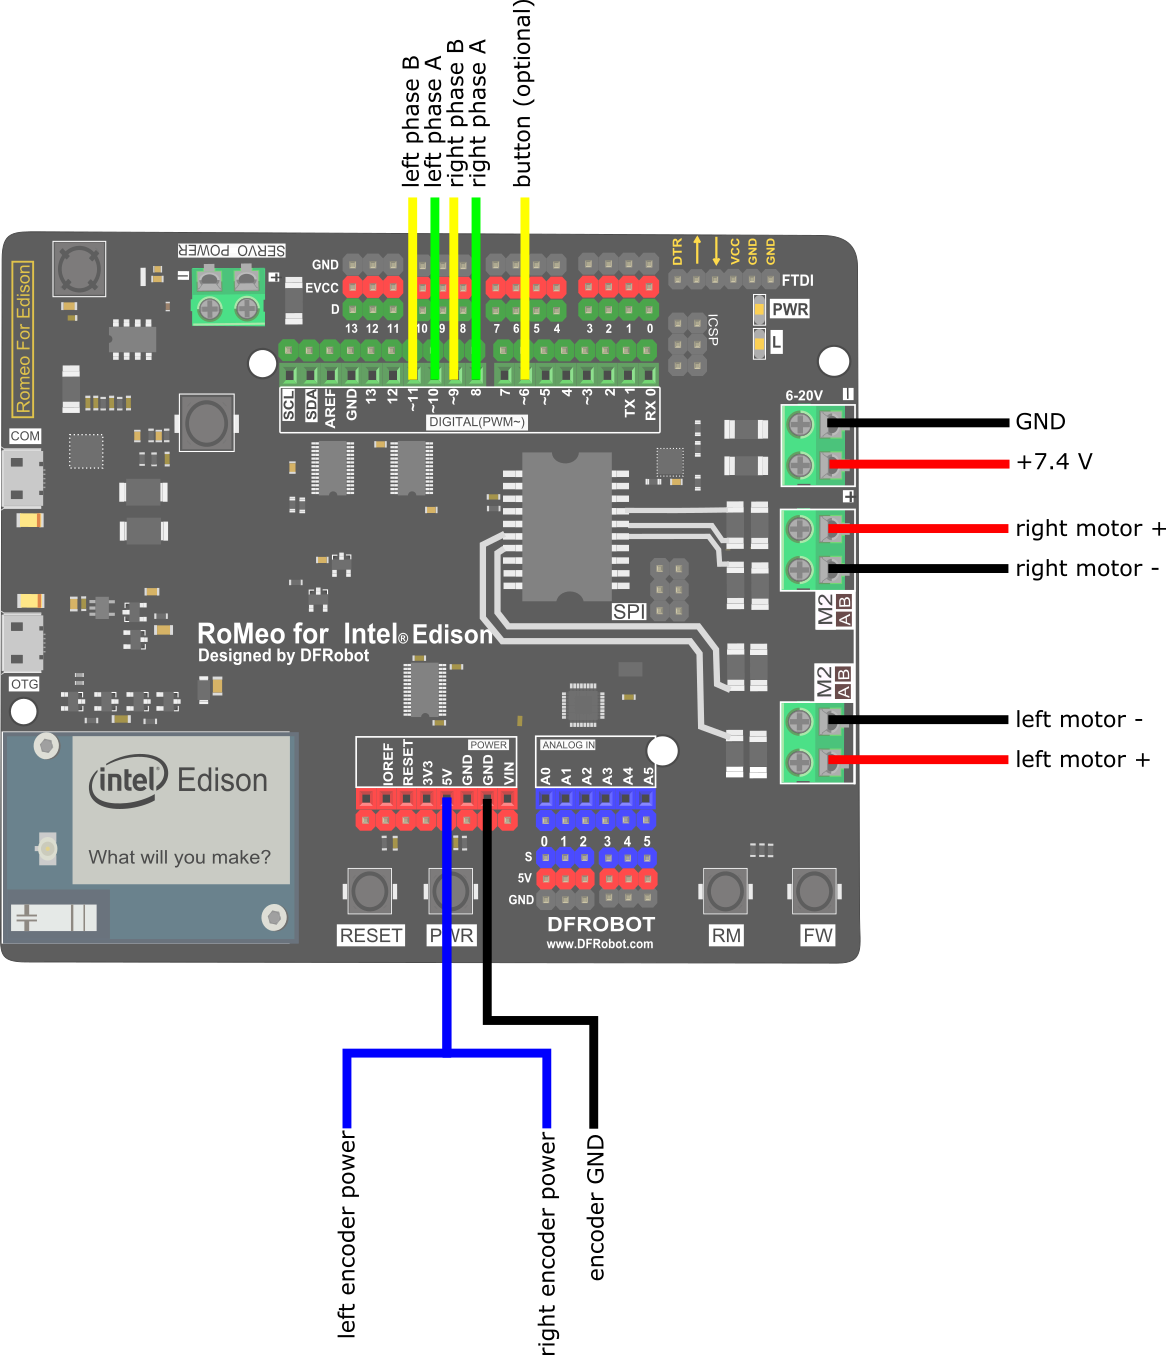 left phase B
left phase A
right phase B
right phase A
button (optional)
Romeo For Edison
SERVO POWER
GND
EVCC
D
13 12 11 10 9 8 7 6 5 4 3 2 1 0
DTR
VCC
GND
GND
FTDI
PWR
L
ICSP
SCL
SDA
AREF
GND
13
12
~11
~10
~9
8
7
~6
~5
4
~3
2
TX 1
RX 0
DIGITAL(PWM~)
6-20V
-
+
GND
+7.4 V
right motor +
right motor -
M2
A B
M2
A B
left motor -
left motor +
COM
OTG
SPI
RoMeo for Intel® Edison
Designed by DFRobot
intel® Edison
What will you make?
POWER
IOREF
RESET
3V3
5V
GND
GND
VIN
ANALOG IN
A0
A1
A2
A3
A4
A5
0 1 2 3 4 5
S
5V
GND
RESET
PWR
DFROBOT
www.DFRobot.com
RM
FW
left encoder power
right encoder power
encoder GND